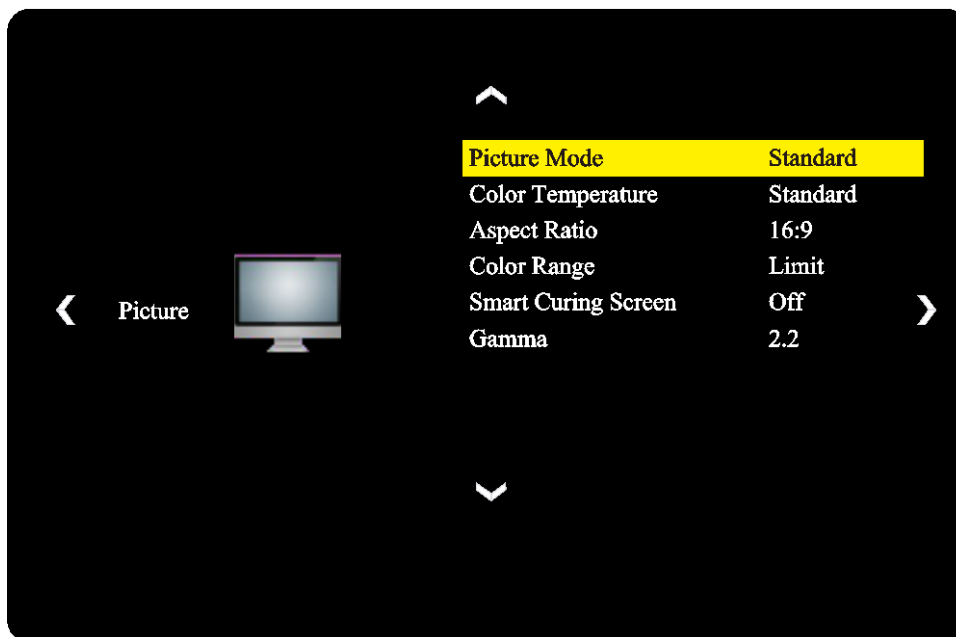 Picture
Picture Mode Standard
Color Temperature Standard
Aspect Ratio 16:9
Color Range Limit
Smart Curing Screen Off
Gamma 2.2